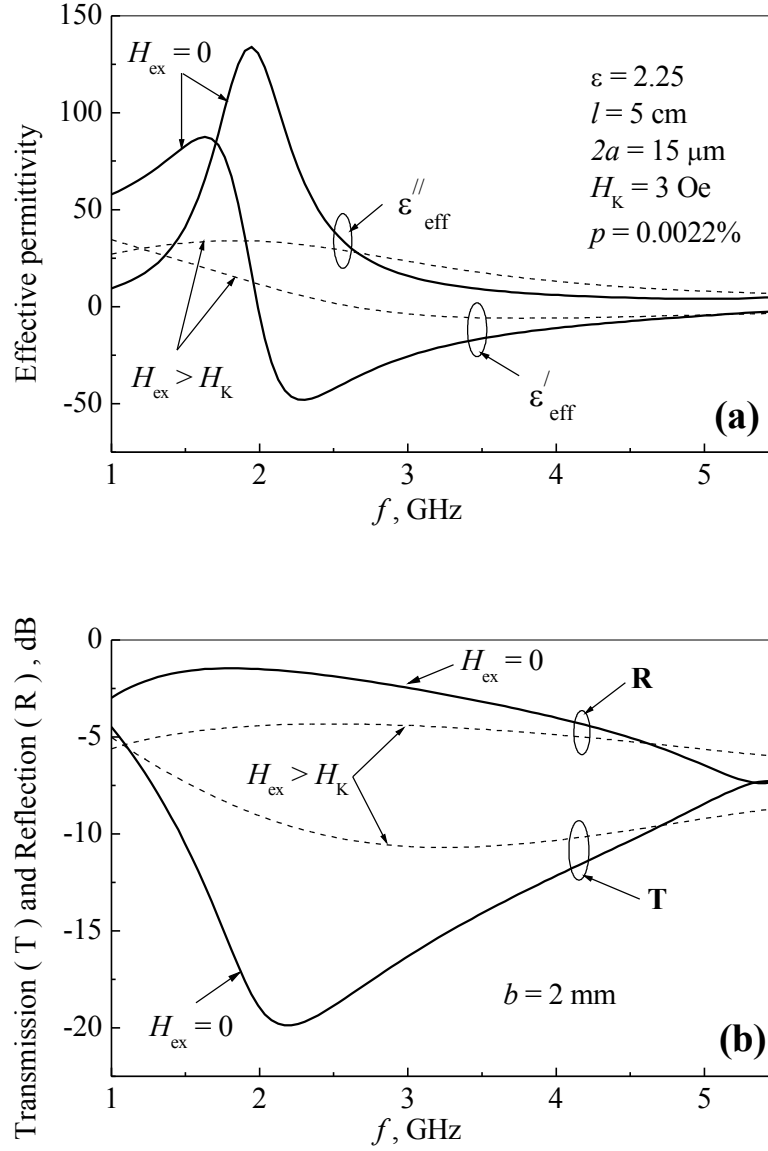 150
100
50
0
-50
Effective permittivity
H_ex = 0
ε = 2.25
l = 5 cm
2a = 15 μm
H_K = 3 Oe
p = 0.0022%
ε''_eff
H_ex > H_K
ε'_eff
(a)
1 2 3 4 5
f , GHz
0
-5
-10
-15
-20
Transmission ( T ) and Reflection ( R ) , dB
H_ex = 0
R
H_ex > H_K
T
b = 2 mm
H_ex = 0
(b)
1 2 3 4 5
f , GHz